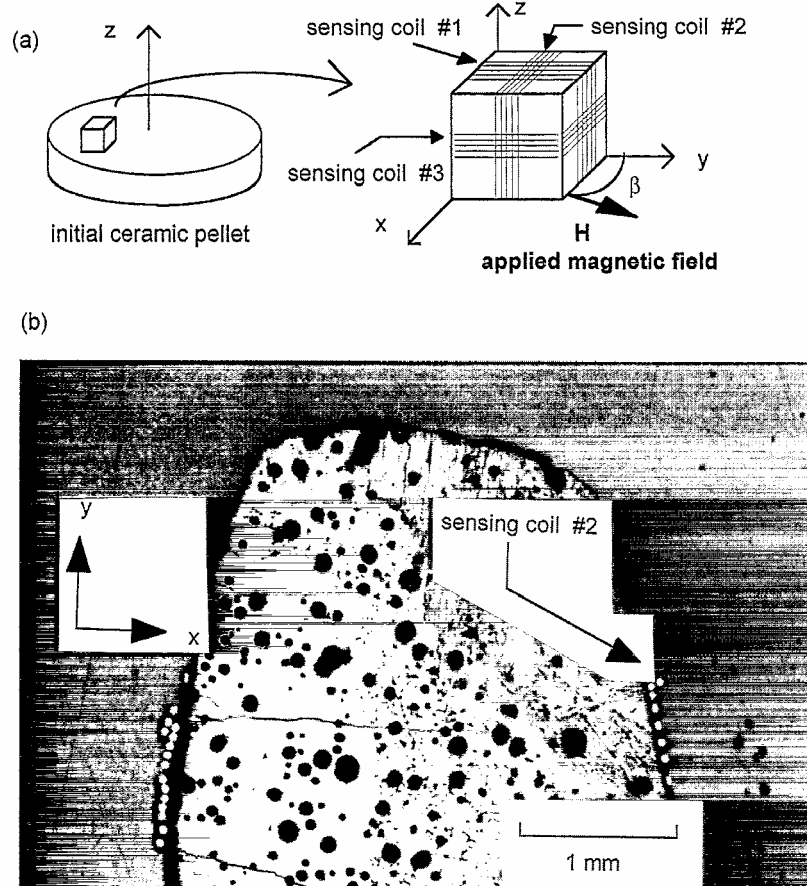 (a)
z
initial ceramic pellet
z
sensing coil #1
sensing coil #2
sensing coil #3
y
β
x
H
applied magnetic field
(b)
y
x
sensing coil #2
1 mm